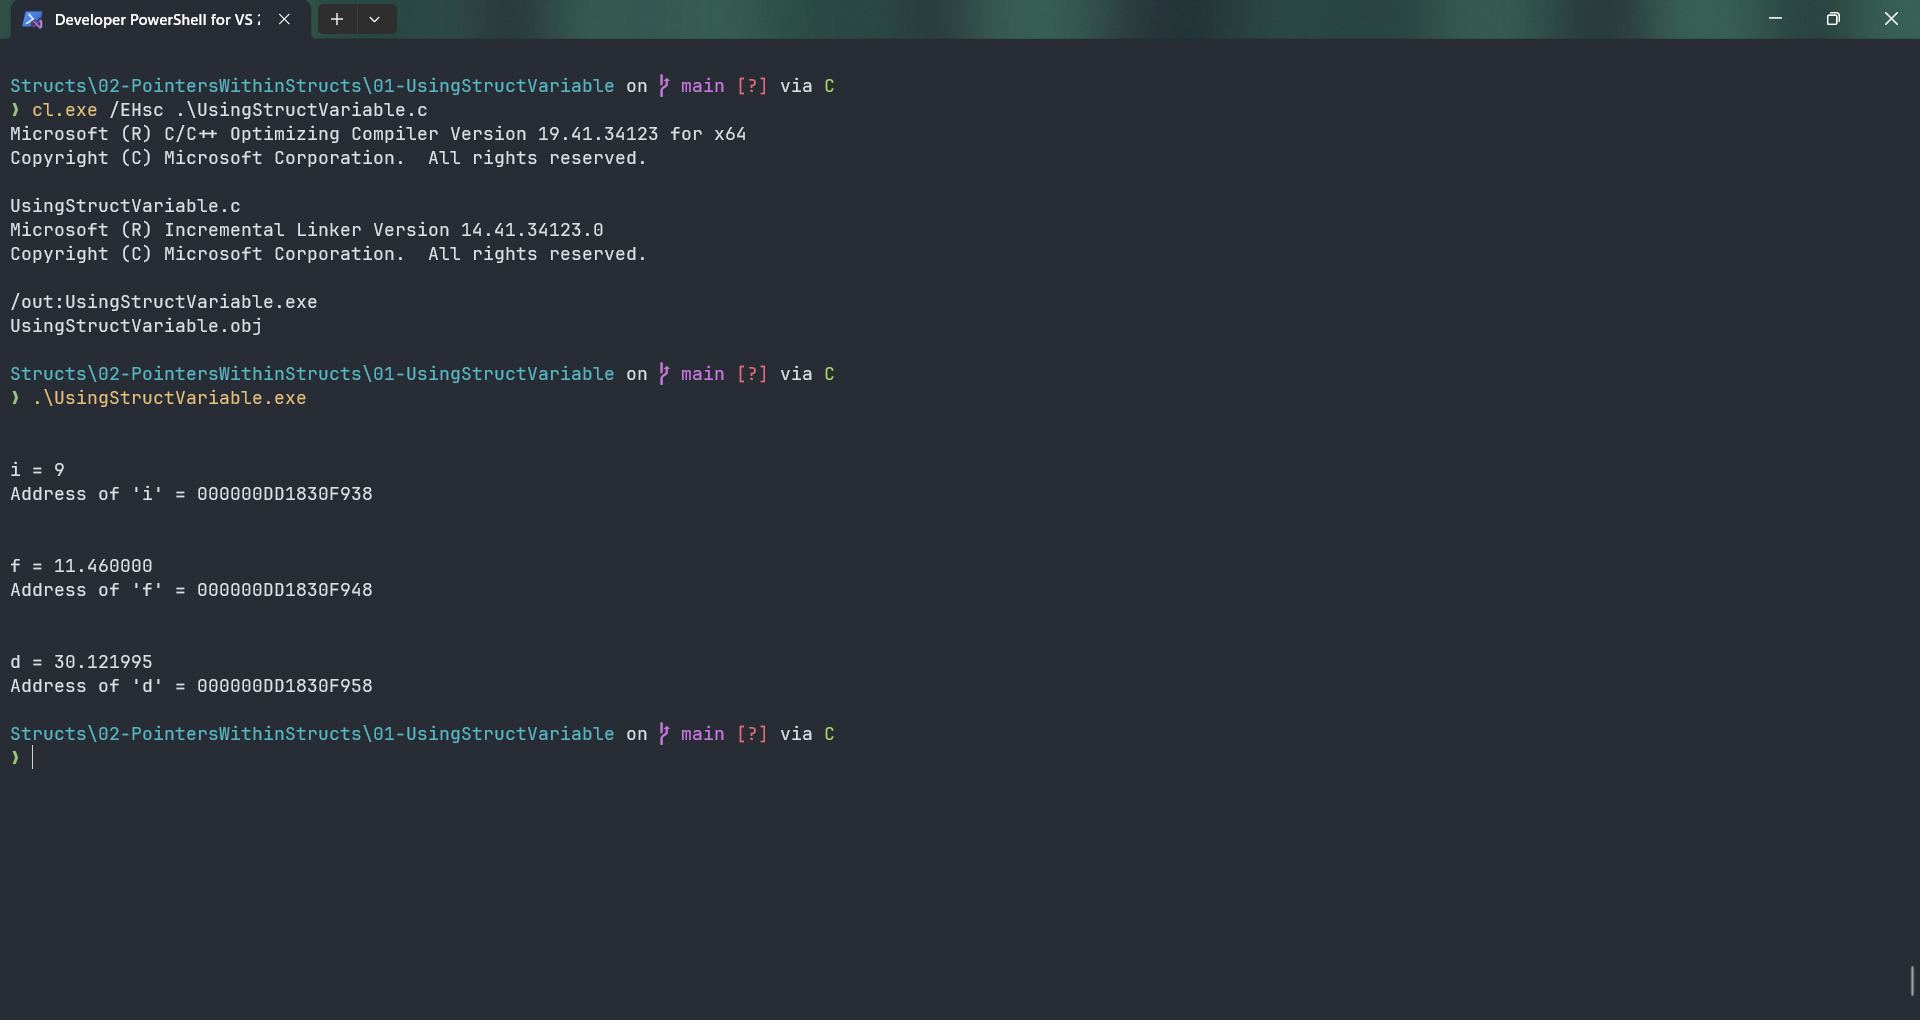 Developer PowerShell for VS 2
Structs\02-PointersWithinStructs\01-UsingStructVariable on main [?] via C
❯ cl.exe /EHsc .\UsingStructVariable.c
Microsoft (R) C/C++ Optimizing Compiler Version 19.41.34123 for x64
Copyright (C) Microsoft Corporation.  All rights reserved.
UsingStructVariable.c
Microsoft (R) Incremental Linker Version 14.41.34123.0
Copyright (C) Microsoft Corporation.  All rights reserved.
/out:UsingStructVariable.exe
UsingStructVariable.obj
Structs\02-PointersWithinStructs\01-UsingStructVariable on main [?] via C
❯ .\UsingStructVariable.exe
i = 9
Address of 'i' = 000000DD1830F938
f = 11.460000
Address of 'f' = 000000DD1830F948
d = 30.121995
Address of 'd' = 000000DD1830F958
Structs\02-PointersWithinStructs\01-UsingStructVariable on main [?] via C
❯